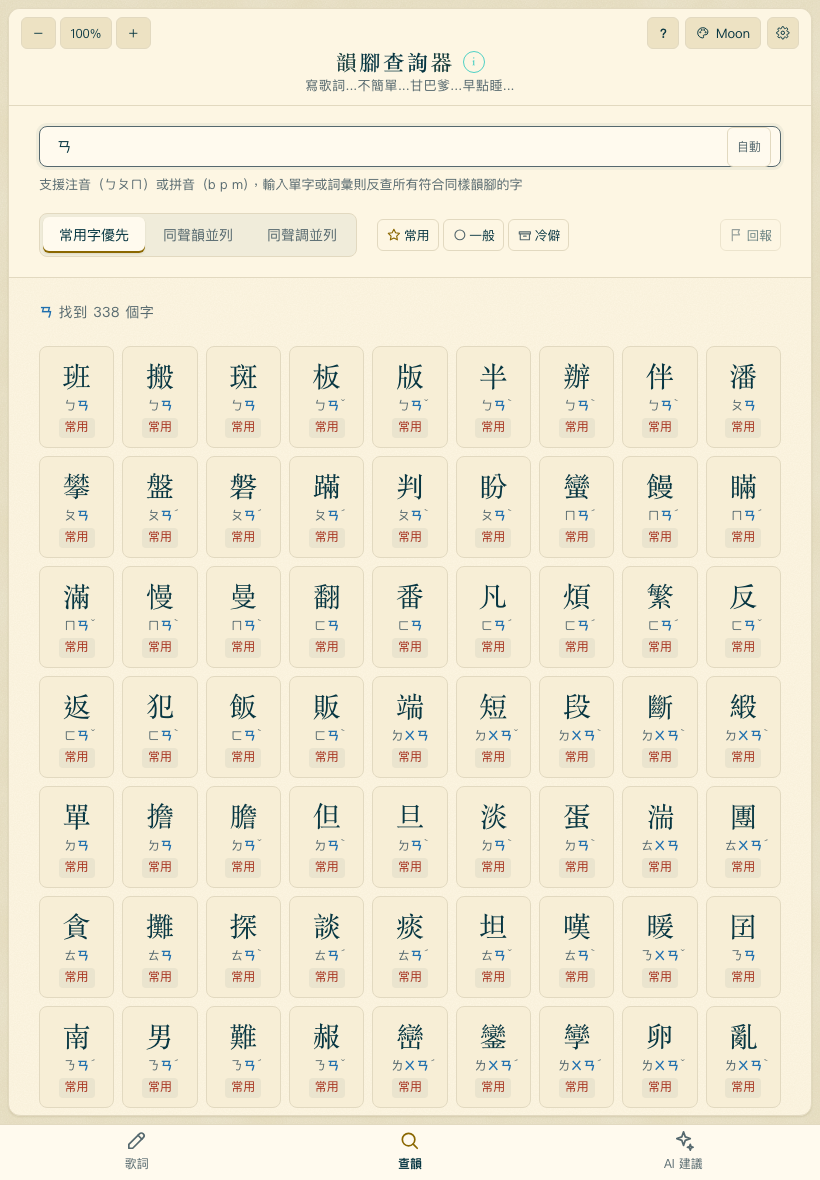 − 100% + ? Moon
韻腳查詢器 i
寫歌詞...不簡單...甘巴爹...早點睡...
ㄢ 自動
支援注音（ㄅㄆㄇ）或拼音（b p m），輸入單字或詞彙則反查所有符合同樣韻腳的字
常用字優先 同聲韻並列 同聲調並列 常用 一般 冷僻 回報
ㄢ 找到 338 個字
班 搬 斑 板 版 半 辦 伴 潘
ㄅㄢ ㄅㄢ ㄅㄢ ㄅㄢˇ ㄅㄢˇ ㄅㄢˋ ㄅㄢˋ ㄅㄢˋ ㄆㄢ
常用 常用 常用 常用 常用 常用 常用 常用 常用
攀 盤 磐 蹣 判 盼 蠻 饅 瞞
ㄆㄢ ㄆㄢˊ ㄆㄢˊ ㄆㄢˊ ㄆㄢˋ ㄆㄢˋ ㄇㄢˊ ㄇㄢˊ ㄇㄢˊ
常用 常用 常用 常用 常用 常用 常用 常用 常用
滿 慢 曼 翻 番 凡 煩 繁 反
ㄇㄢˇ ㄇㄢˋ ㄇㄢˋ ㄈㄢ ㄈㄢ ㄈㄢˊ ㄈㄢˊ ㄈㄢˊ ㄈㄢˇ
常用 常用 常用 常用 常用 常用 常用 常用 常用
返 犯 飯 販 端 短 段 斷 緞
ㄈㄢˇ ㄈㄢˋ ㄈㄢˋ ㄈㄢˋ ㄉㄨㄢ ㄉㄨㄢˇ ㄉㄨㄢˋ ㄉㄨㄢˋ ㄉㄨㄢˋ
常用 常用 常用 常用 常用 常用 常用 常用 常用
單 擔 膽 但 旦 淡 蛋 湍 團
ㄉㄢ ㄉㄢ ㄉㄢˇ ㄉㄢˋ ㄉㄢˋ ㄉㄢˋ ㄉㄢˋ ㄊㄨㄢ ㄊㄨㄢˊ
常用 常用 常用 常用 常用 常用 常用 常用 常用
貪 攤 探 談 痰 坦 嘆 暖 囝
ㄊㄢ ㄊㄢ ㄊㄢˋ ㄊㄢˊ ㄊㄢˊ ㄊㄢˇ ㄊㄢˋ ㄋㄨㄢˇ ㄋㄢ
常用 常用 常用 常用 常用 常用 常用 常用 常用
南 男 難 赧 巒 鑾 孿 卵 亂
ㄋㄢˊ ㄋㄢˊ ㄋㄢˊ ㄋㄢˇ ㄌㄨㄢˊ ㄌㄨㄢˊ ㄌㄨㄢˊ ㄌㄨㄢˇ ㄌㄨㄢˋ
常用 常用 常用 常用 常用 常用 常用 常用 常用
歌詞 查韻 AI 建議